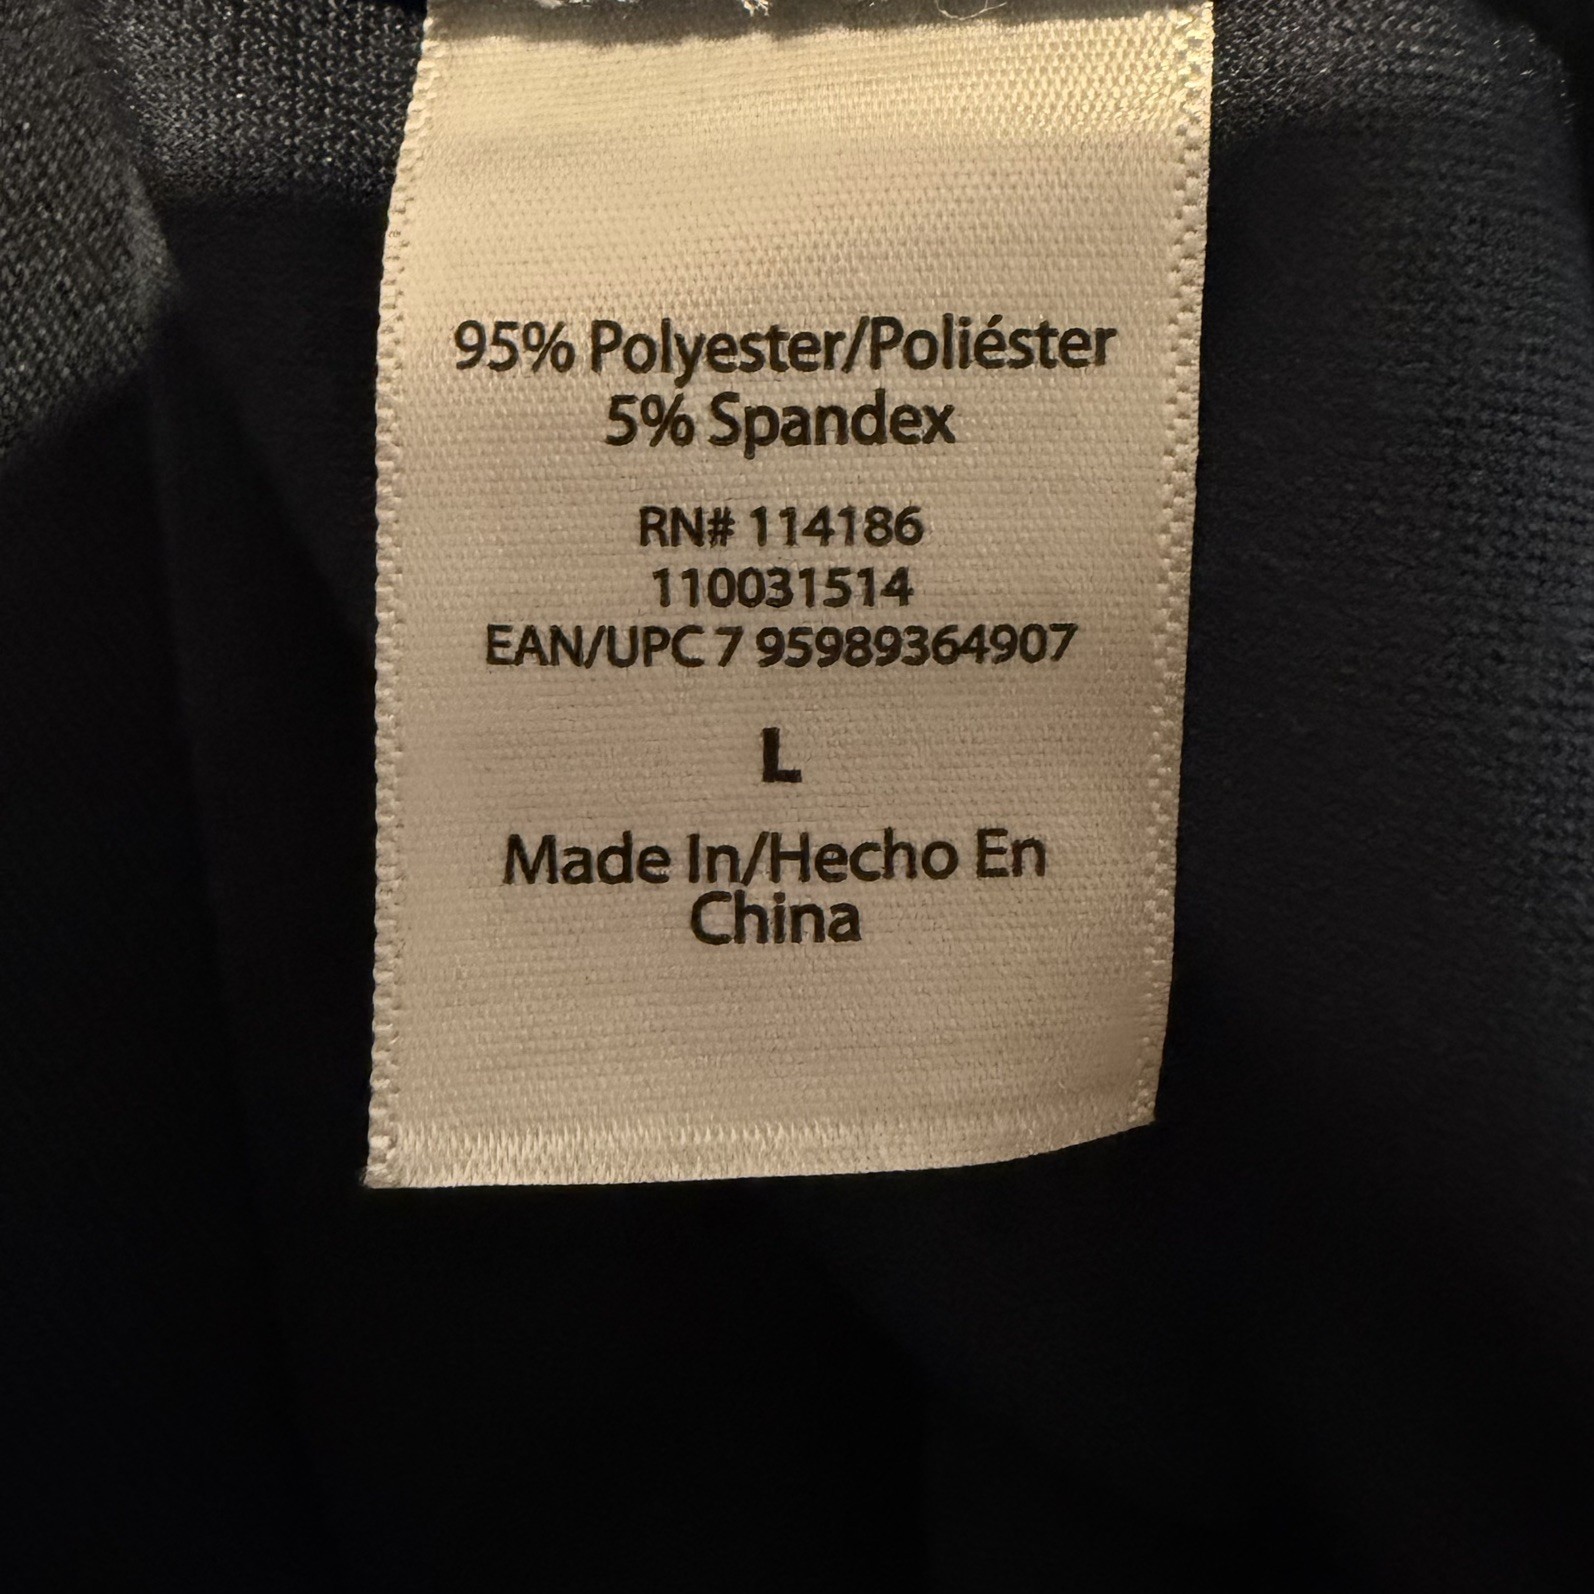 95% Polyester/Poliéster
5% Spandex
RN# 114186
110031514
EAN/UPC 7 95989364907
L
Made In/Hecho En
China